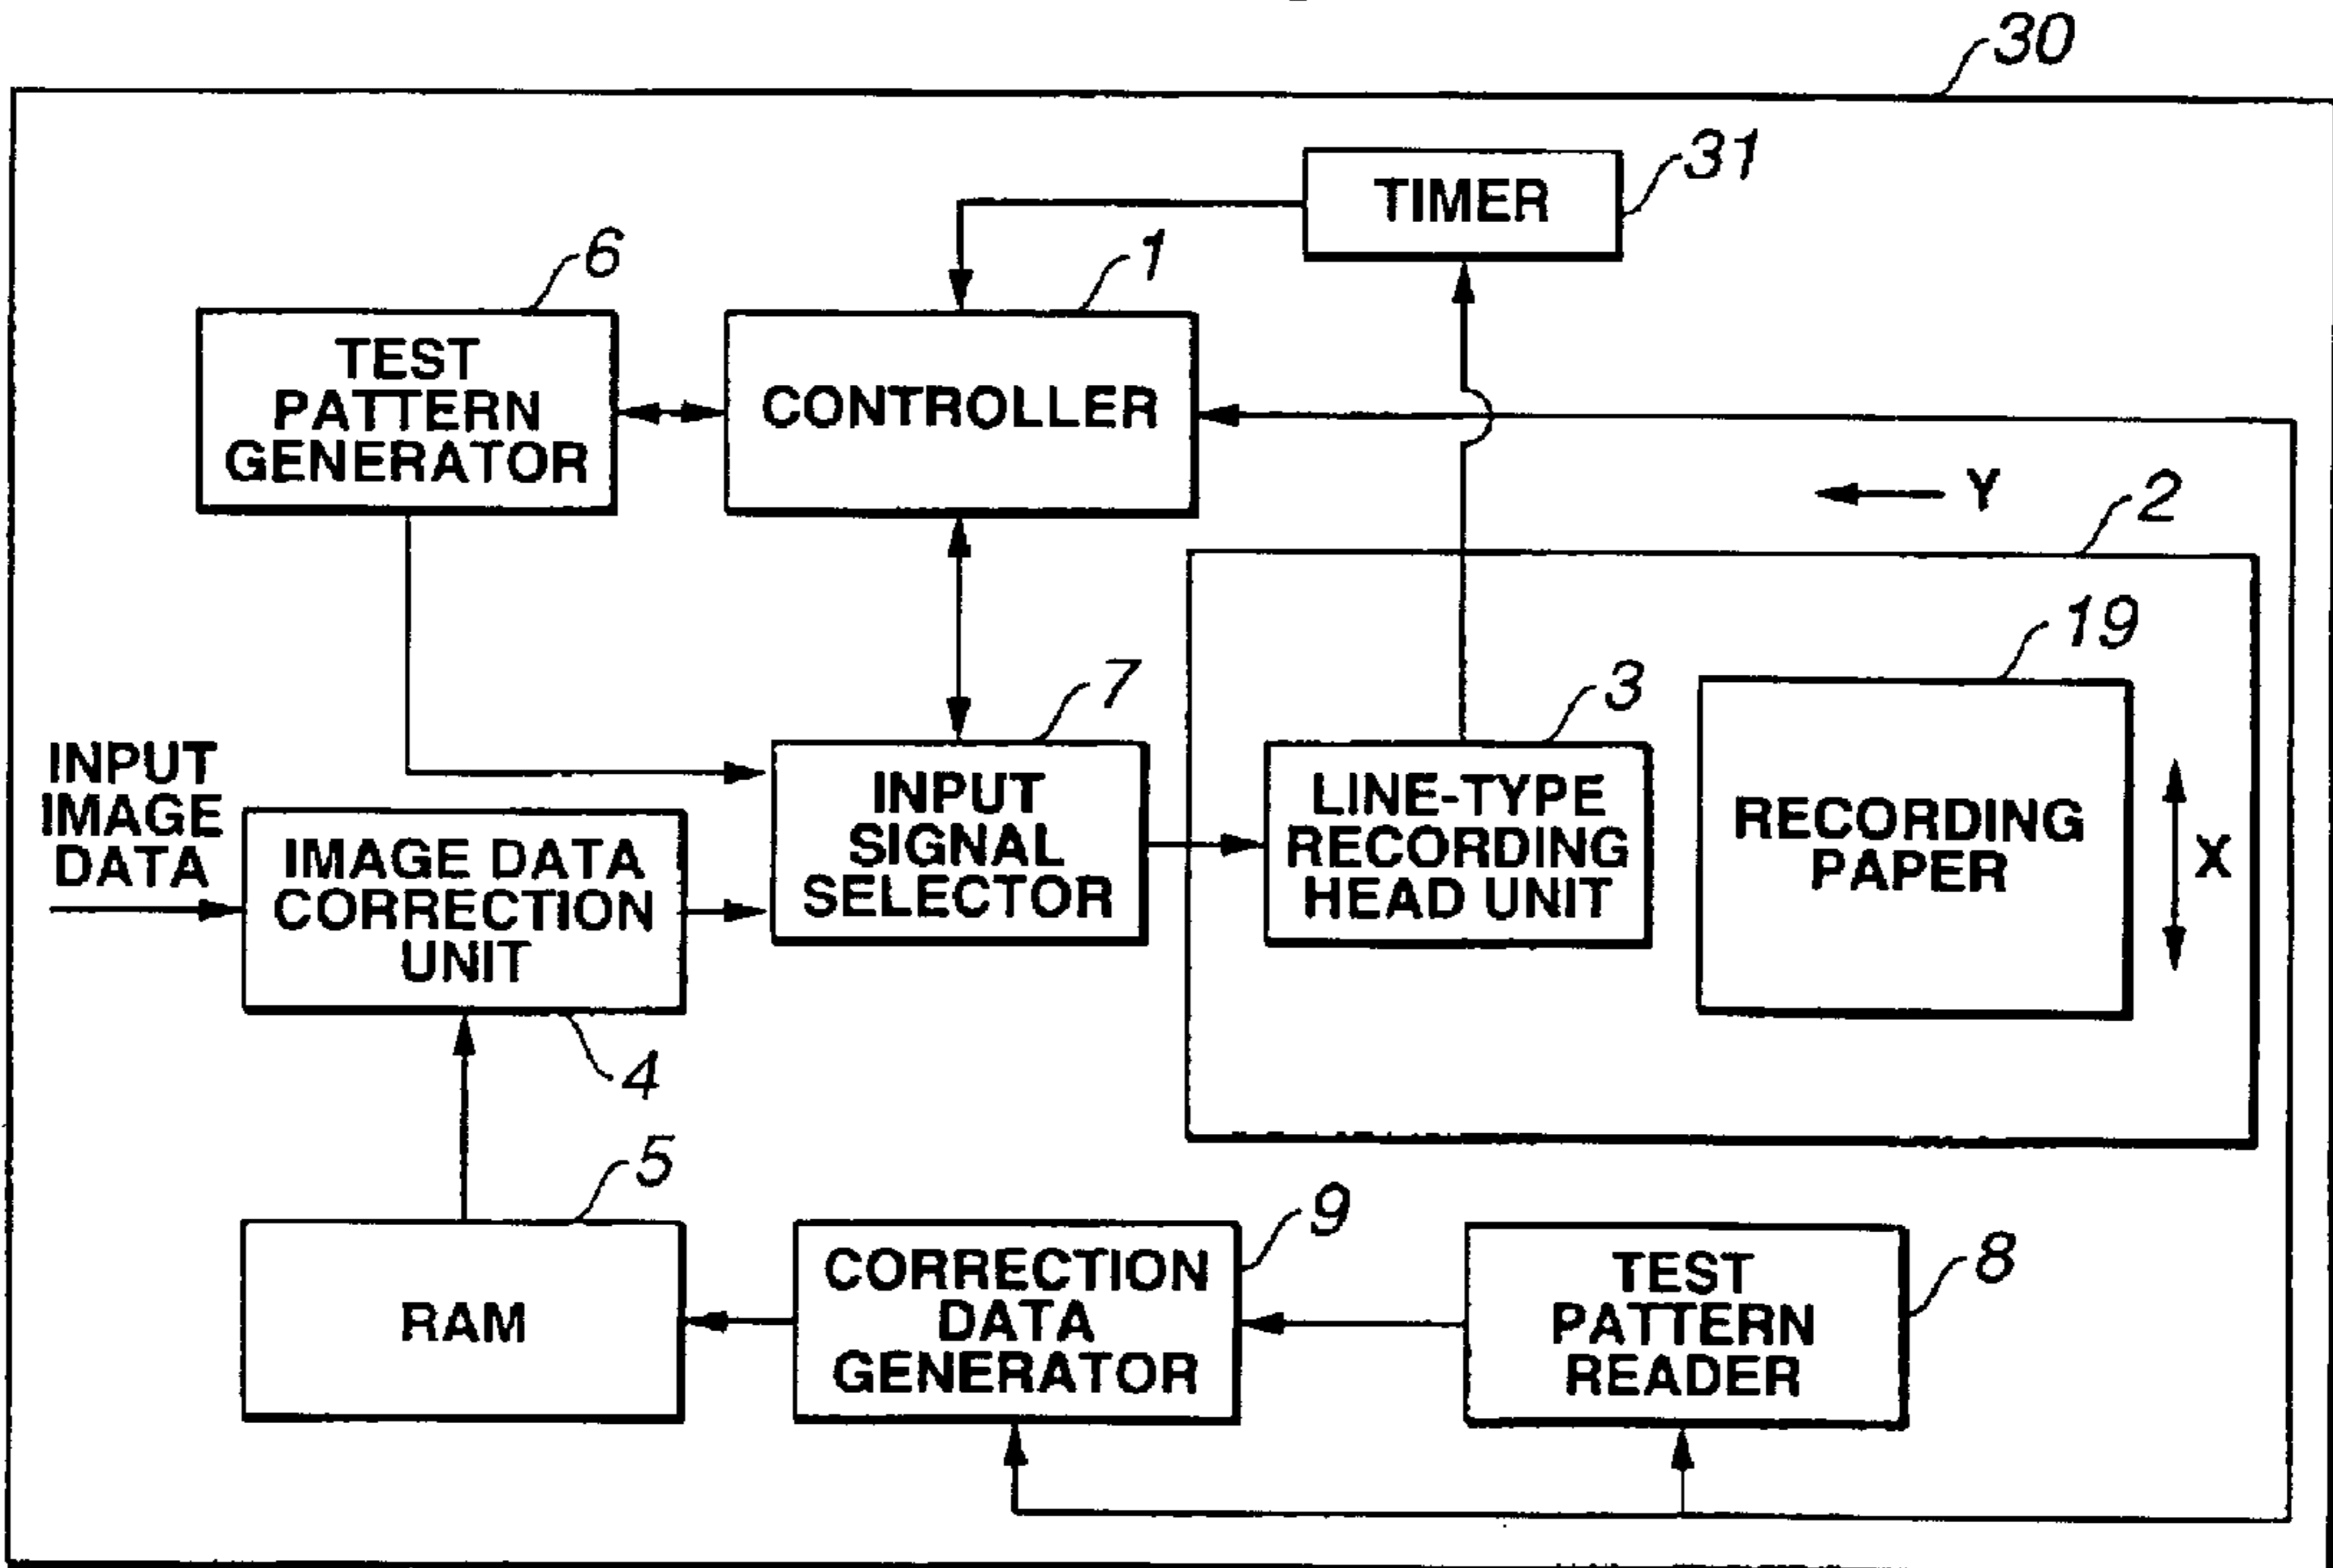 30
TIMER
31
6
1
TEST
PATTERN
GENERATOR
CONTROLLER
Y
2
19
7
3
INPUT
IMAGE
DATA
INPUT
SIGNAL
SELECTOR
LINE-TYPE
RECORDING
HEAD UNIT
RECORDING
PAPER
X
IMAGE DATA
CORRECTION
UNIT
4
5
9
8
RAM
CORRECTION
DATA
GENERATOR
TEST
PATTERN
READER